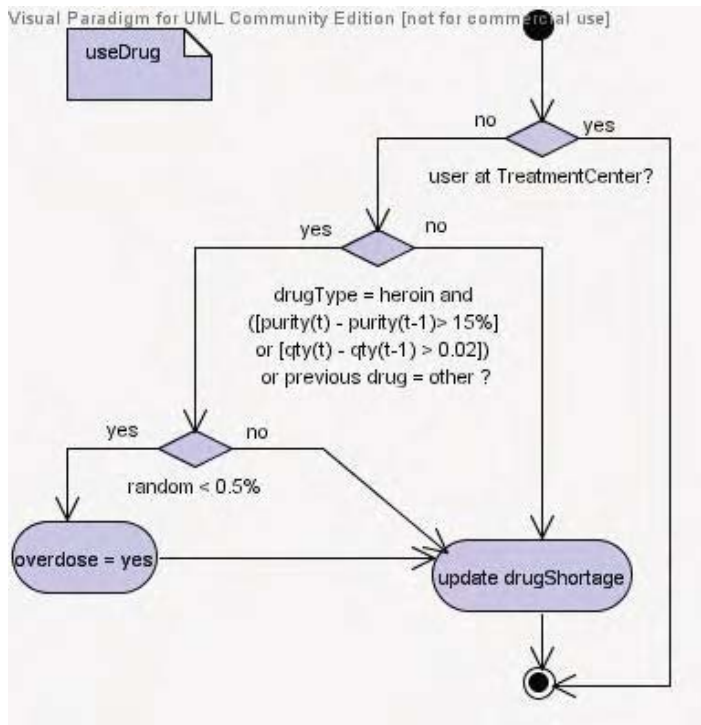 Visual Paradigm for UML Community Edition [not for commercial use]
useDrug
no
yes
user at TreatmentCenter?
yes
no
drugType = heroin and
([purity(t) - purity(t-1)> 15%]
or [qty(t) - qty(t-1) > 0.02])
or previous drug = other ?
yes
no
random < 0.5%
overdose = yes
update drugShortage